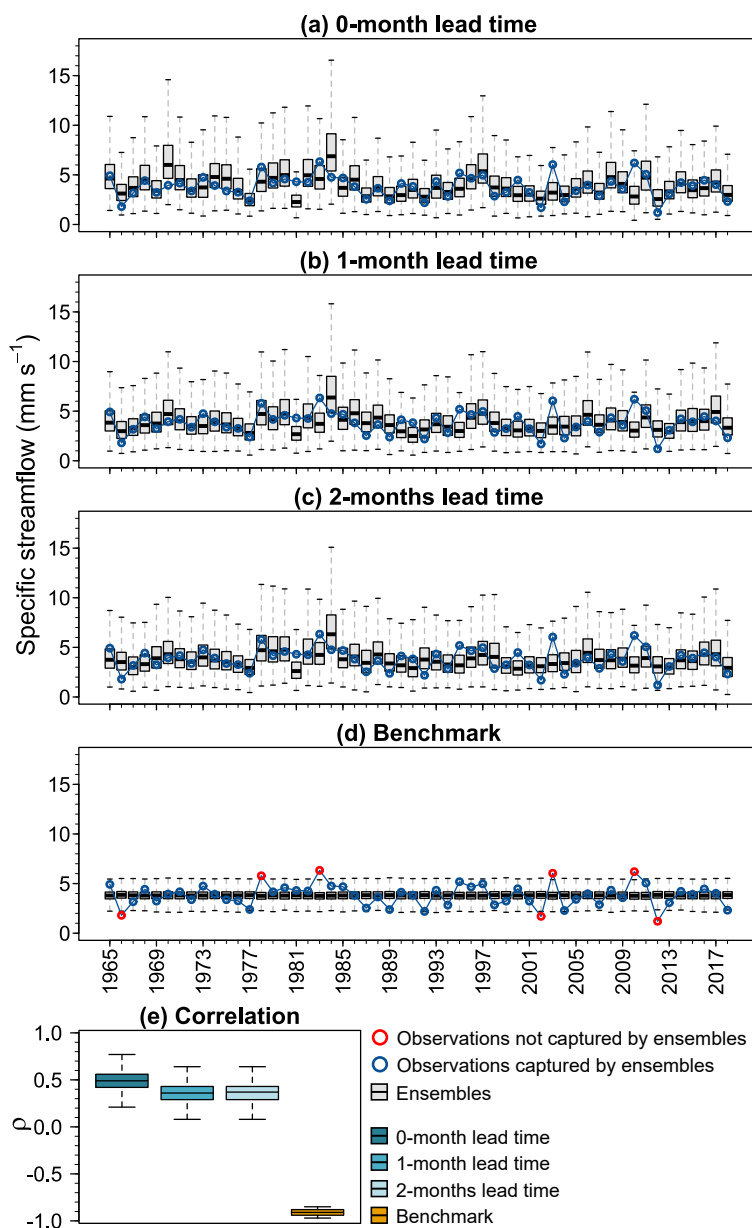 (a) 0-month lead time
15
10
5
0
(b) 1-month lead time
15
10
5
0
(c) 2-months lead time
15
10
5
0
Specific streamflow (mm s⁻¹)
(d) Benchmark
15
10
5
0
1965
1969
1973
1977
1981
1985
1989
1993
1997
2001
2005
2009
2013
2017
(e) Correlation
1.0
0.5
0.0
-0.5
-1.0
ρ
Observations not captured by ensembles
Observations captured by ensembles
Ensembles
0-month lead time
1-month lead time
2-months lead time
Benchmark